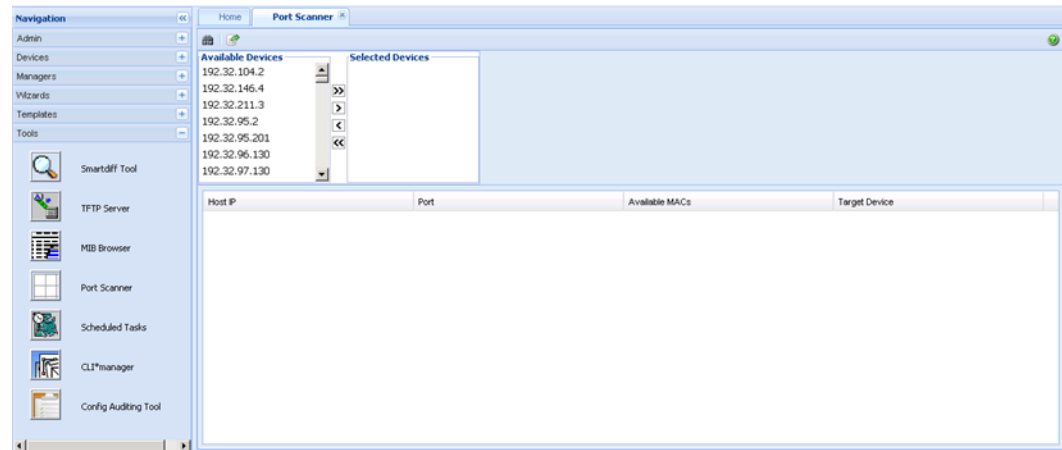 Navigation
Admin
Devices
Managers
Wizards
Templates
Tools
Smartdiff Tool
TFTP Server
MIB Browser
Port Scanner
Scheduled Tasks
CLI*manager
Config Auditing Tool
Home
Port Scanner
Available Devices
192.32.104.2
192.32.146.4
192.32.211.3
192.32.95.2
192.32.95.201
192.32.96.130
192.32.97.130
Selected Devices
Host IP Port Available MACs Target Device